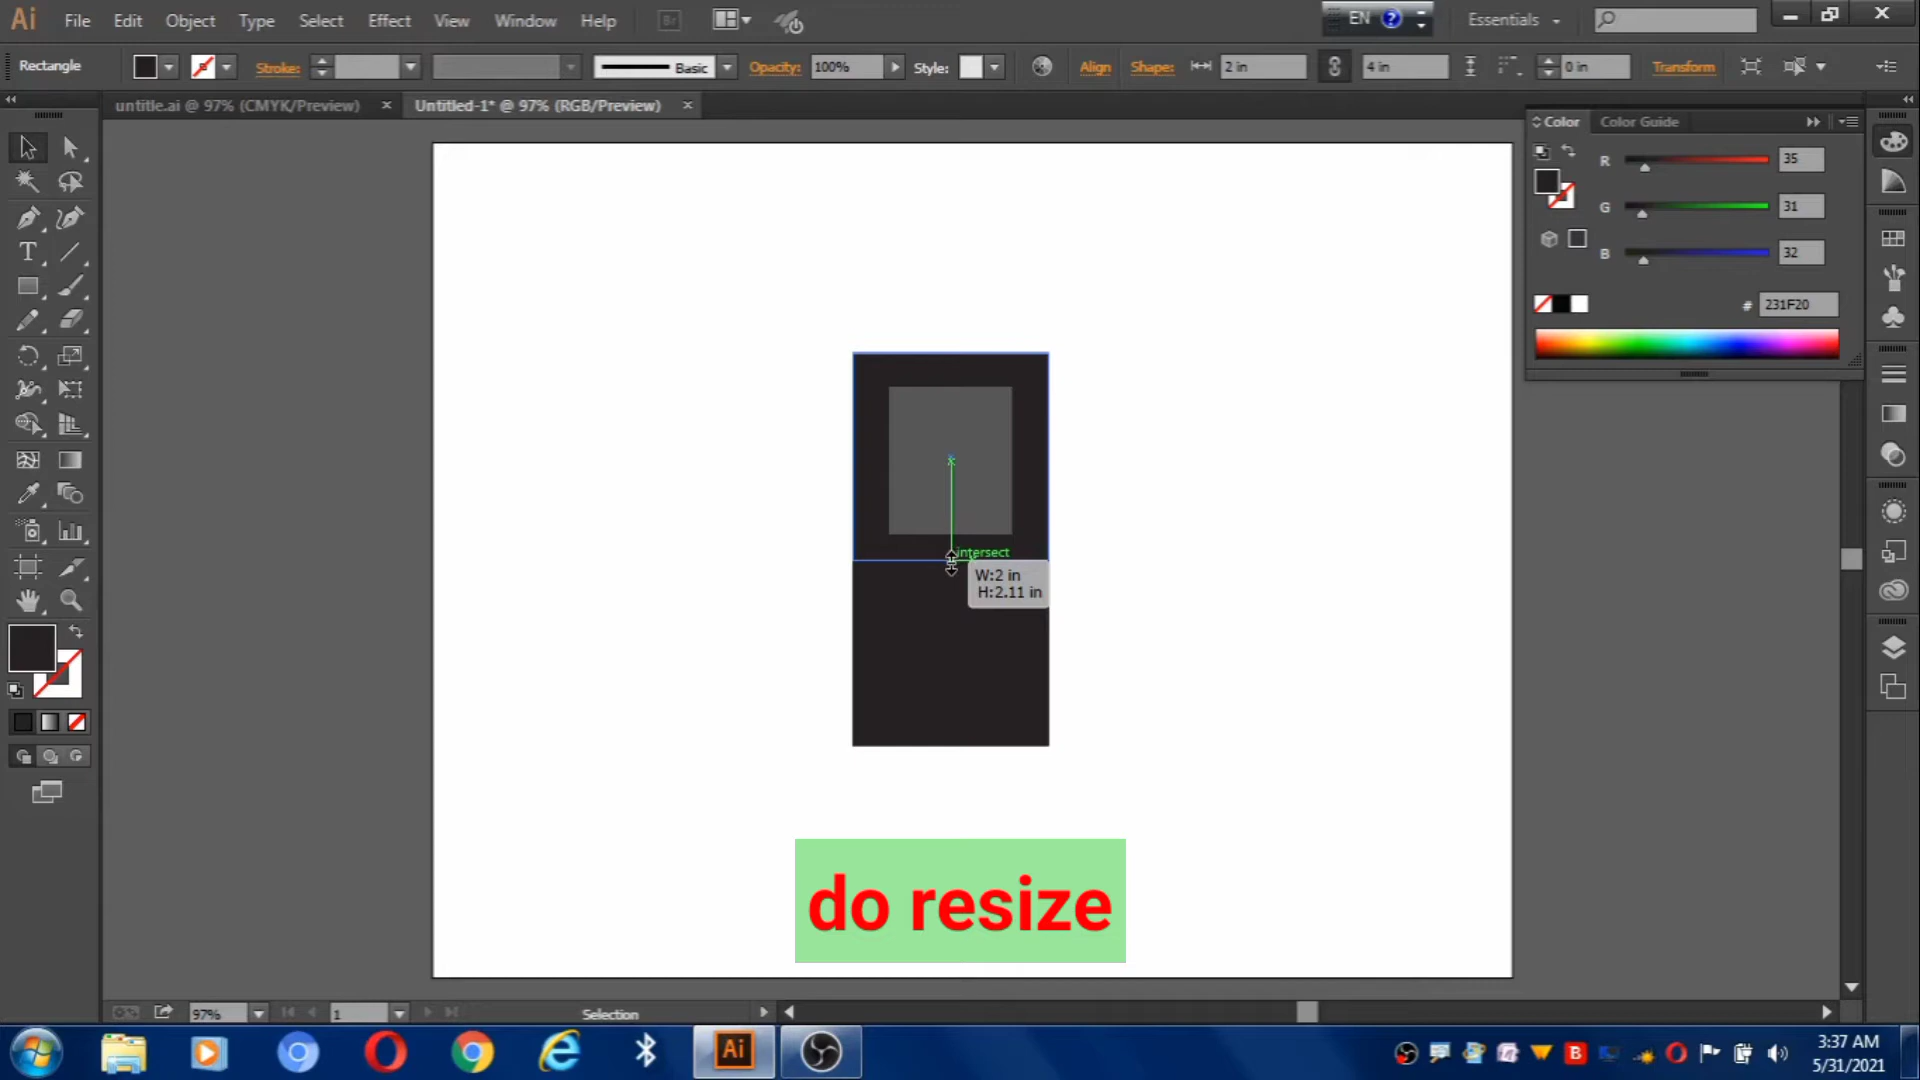 Ai File Edit Object Type Select Effect View Window Help Br EN ? Essentials
Rectangle Stroke: Basic Opacity: 100% Style: Align Shape: 2 in 4 in 0 in Transform
untitle.ai @ 97% (CMYK/Preview) × Untitled-1* @ 97% (RGB/Preview) ×
Color Color Guide
R 35
G 31
B 32
# 231F20
T
intersect
W:2 in
H:2.11 in
do resize
97% 1 Selection
Ai B 3:37 AM
5/31/2021